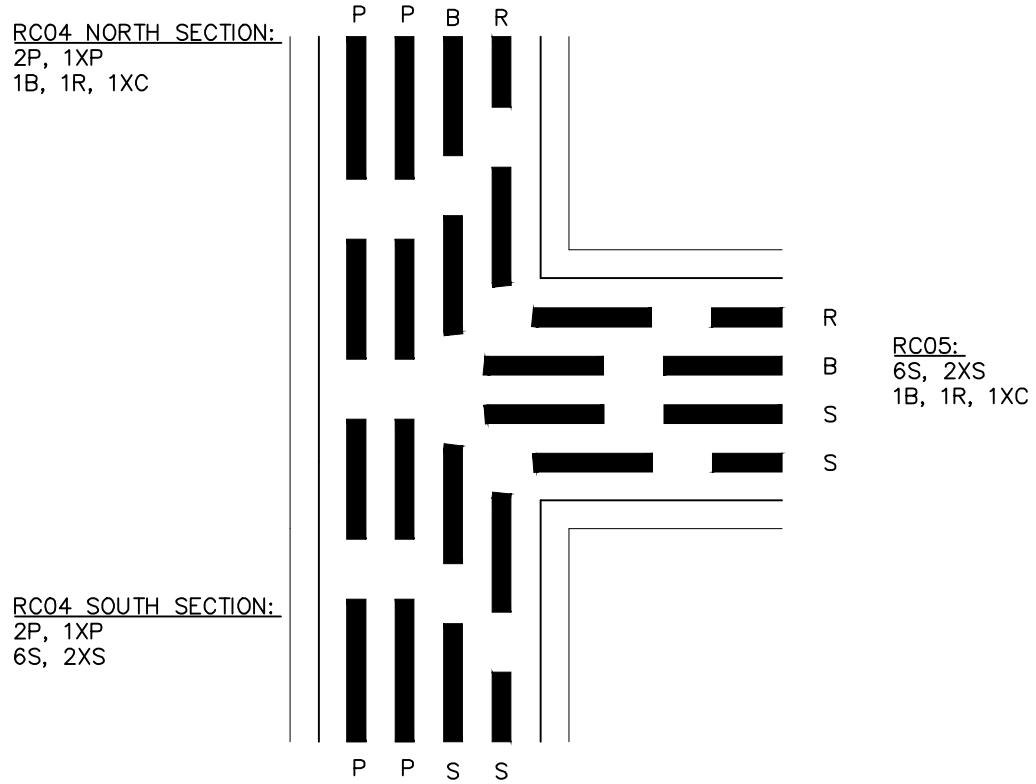 P P B R
RC04 NORTH SECTION:
2P, 1XP
1B, 1R, 1XC
R
B
S
S
RC05:
6S, 2XS
1B, 1R, 1XC
RC04 SOUTH SECTION:
2P, 1XP
6S, 2XS
P P S S